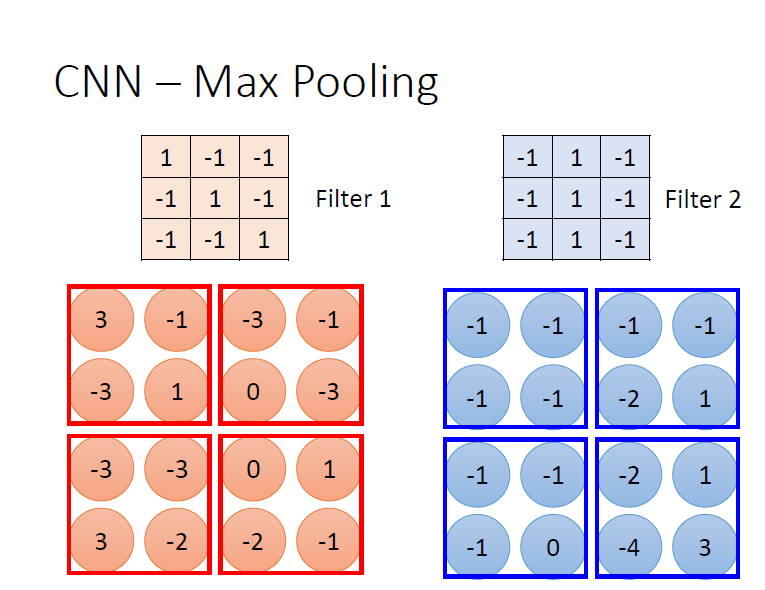 CNN – Max Pooling
1 -1 -1
-1 1 -1
-1 -1 1
Filter 1
-1 1 -1
-1 1 -1
-1 1 -1
Filter 2
3 -1 -3 -1
-3 1 0 -3
-3 -3 0 1
3 -2 -2 -1
-1 -1 -1 -1
-1 -1 -2 1
-1 -1 -2 1
-1 0 -4 3